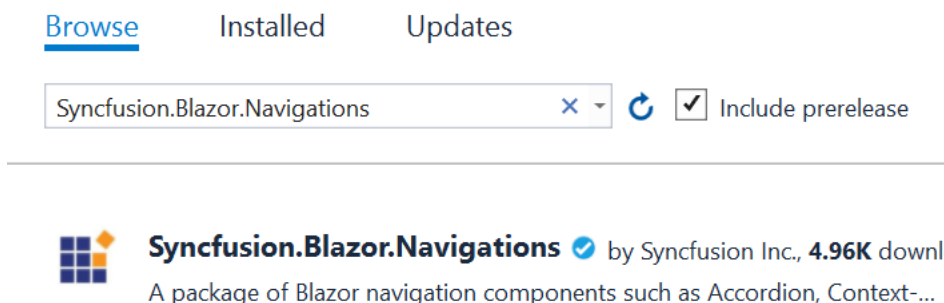 Browse Installed Updates
Syncfusion.Blazor.Navigations Include prerelease
Syncfusion.Blazor.Navigations by Syncfusion Inc., 4.96K downl
A package of Blazor navigation components such as Accordion, Context-...